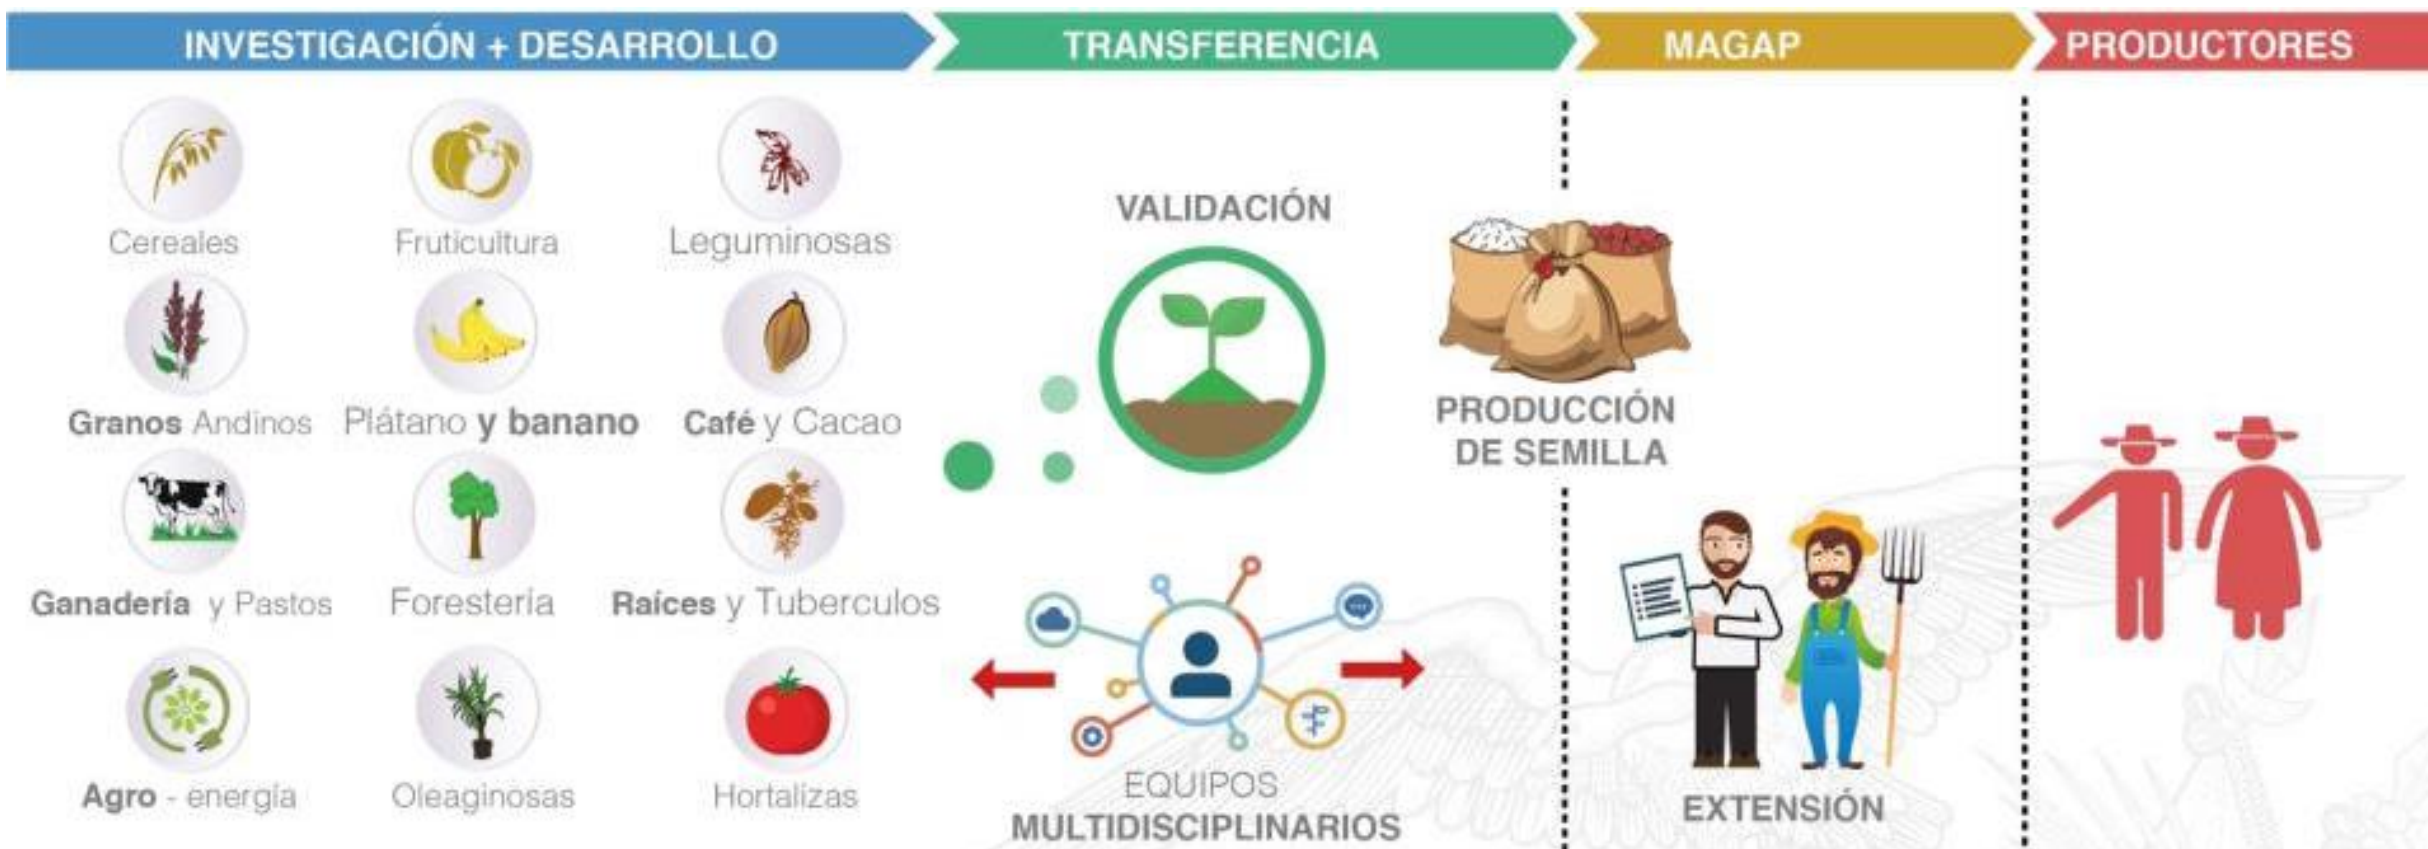 INVESTIGACIÓN + DESARROLLO
TRANSFERENCIA
MAGAP
PRODUCTORES
Cereales
Fruticultura
Leguminosas
Granos Andinos
Plátano y banano
Café y Cacao
Ganadería y Pastos
Forestería
Raíces y Tuberculos
Agro - energía
Oleaginosas
Hortalizas
VALIDACIÓN
PRODUCCIÓN
DE SEMILLA
EQUIPOS
MULTIDISCIPLINARIOS
EXTENSIÓN